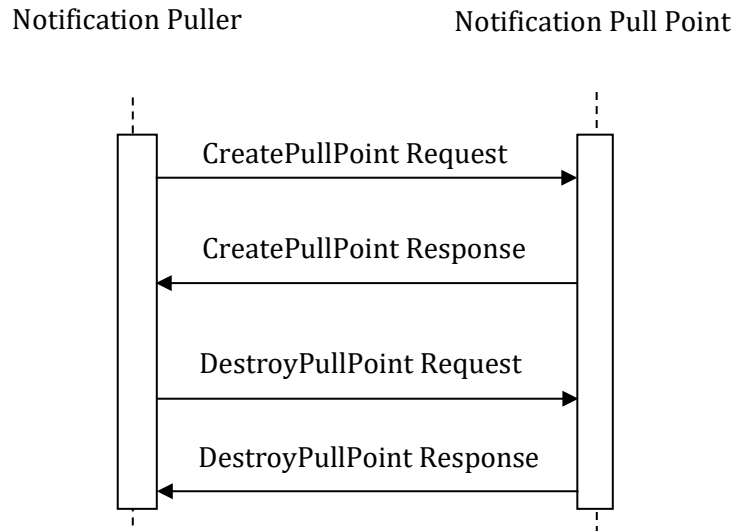 Notification Puller
Notification Pull Point
CreatePullPoint Request
CreatePullPoint Response
DestroyPullPoint Request
DestroyPullPoint Response